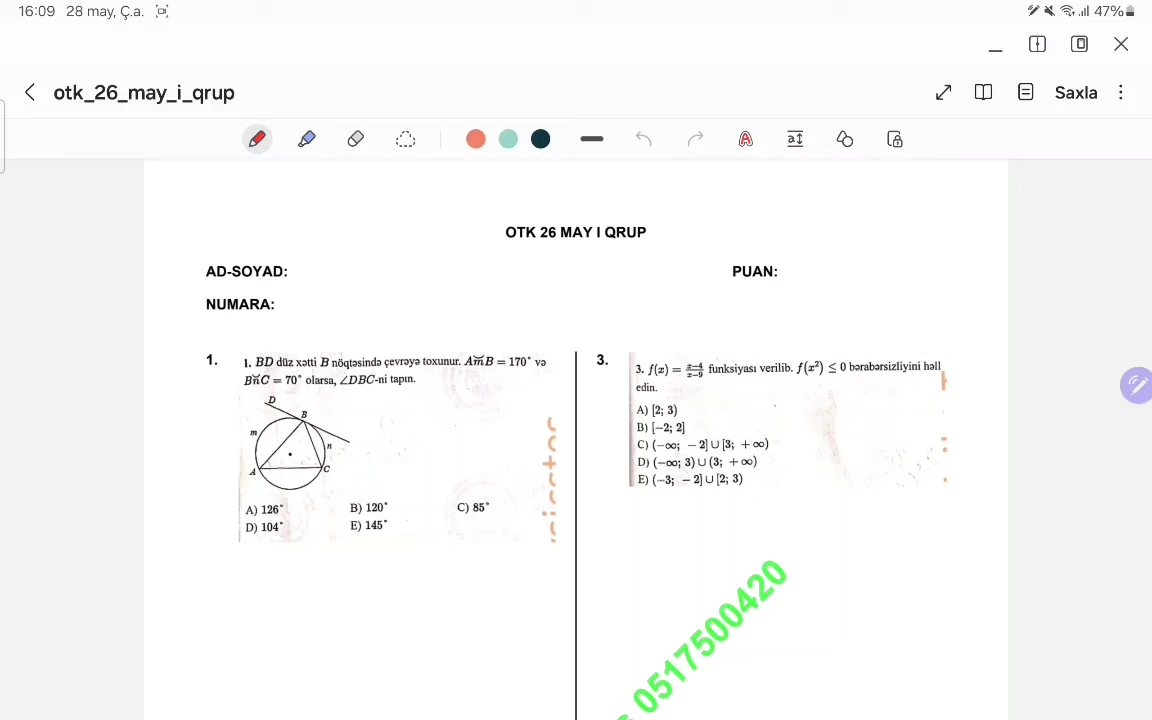 16:09 28 may, Ç.a. 47%
otk_26_may_i_qrup
Saxla
OTK 26 MAY I QRUP
AD-SOYAD: PUAN:
NUMARA:
1. 1. BD düz xətti B nöqtəsində çevrəyə toxunur. AmB = 170° və
BnC = 70° olarsa, ∠DBC-ni tapın.
D
B
m
n
A
C
A) 126° B) 120° C) 85°
D) 104° E) 145°
3. 3. f(x) = (x−4)/(x−9) funksiyası verilib. f(x²) ≤ 0 bərabərsizliyini həll
edin.
A) [2; 3)
B) [−2; 2]
C) (−∞; −2] ∪ [3; +∞)
D) (−∞; 3) ∪ (3; +∞)
E) (−3; −2] ∪ [2; 3)
0517500420